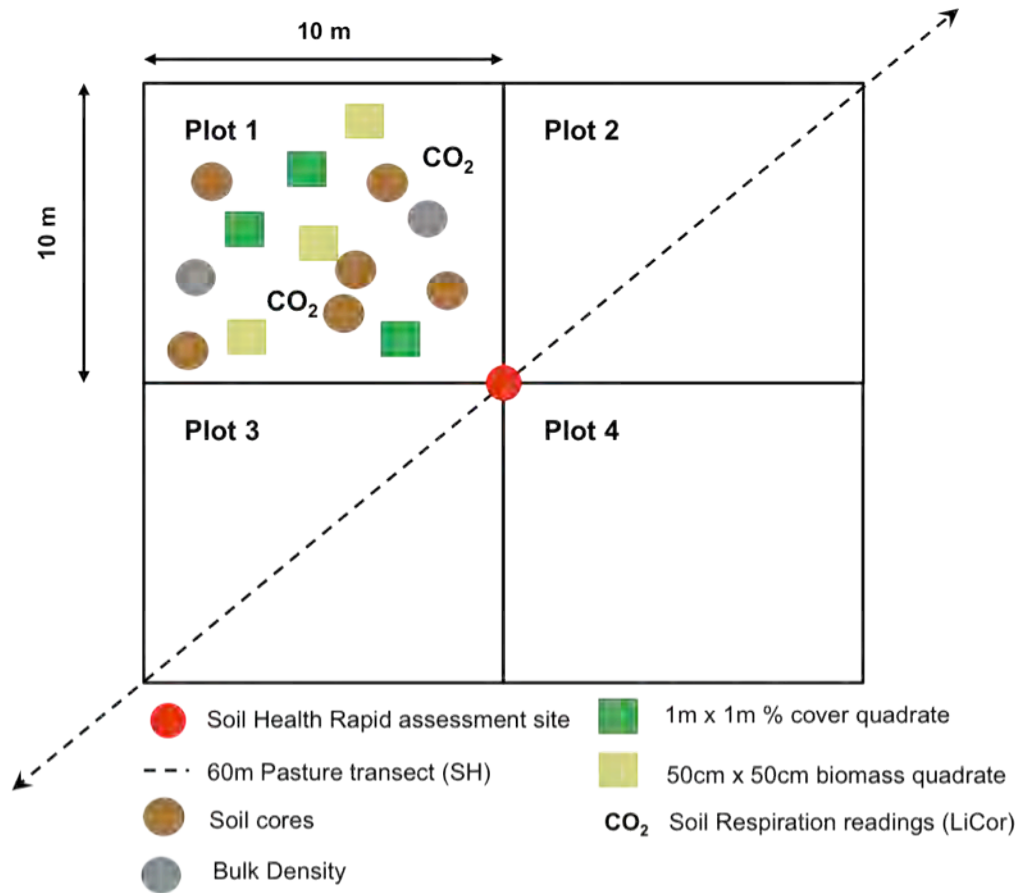 10 m
10 m
Plot 1
Plot 2
CO₂
CO₂
Plot 3
Plot 4
Soil Health Rapid assessment site
60m Pasture transect (SH)
Soil cores
Bulk Density
1m x 1m % cover quadrate
50cm x 50cm biomass quadrate
CO₂ Soil Respiration readings (LiCor)